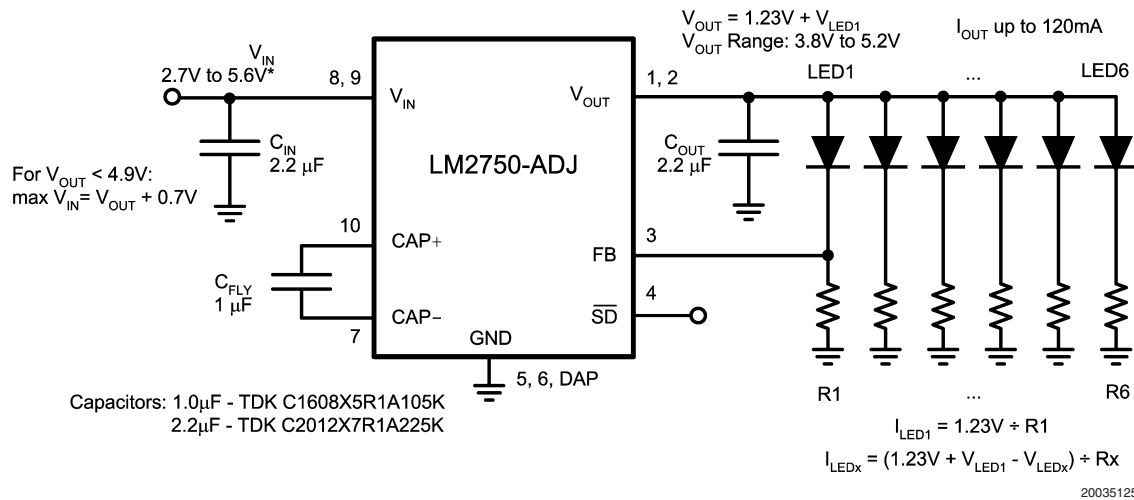 V_OUT = 1.23V + V_LED1
V_OUT Range: 3.8V to 5.2V
I_OUT up to 120mA
V_IN
2.7V to 5.6V*
8, 9
1, 2
LED1
...
LED6
V_IN
V_OUT
C_IN
2.2 μF
LM2750-ADJ
C_OUT
2.2 μF
For V_OUT < 4.9V:
max V_IN= V_OUT + 0.7V
10
CAP+
3
FB
C_FLY
1 μF
4
SD
CAP−
7
GND
5, 6, DAP
R1
...
R6
Capacitors: 1.0μF - TDK C1608X5R1A105K
2.2μF - TDK C2012X7R1A225K
I_LED1 = 1.23V ÷ R1
I_LEDx = (1.23V + V_LED1 - V_LEDx) ÷ Rx
20035125